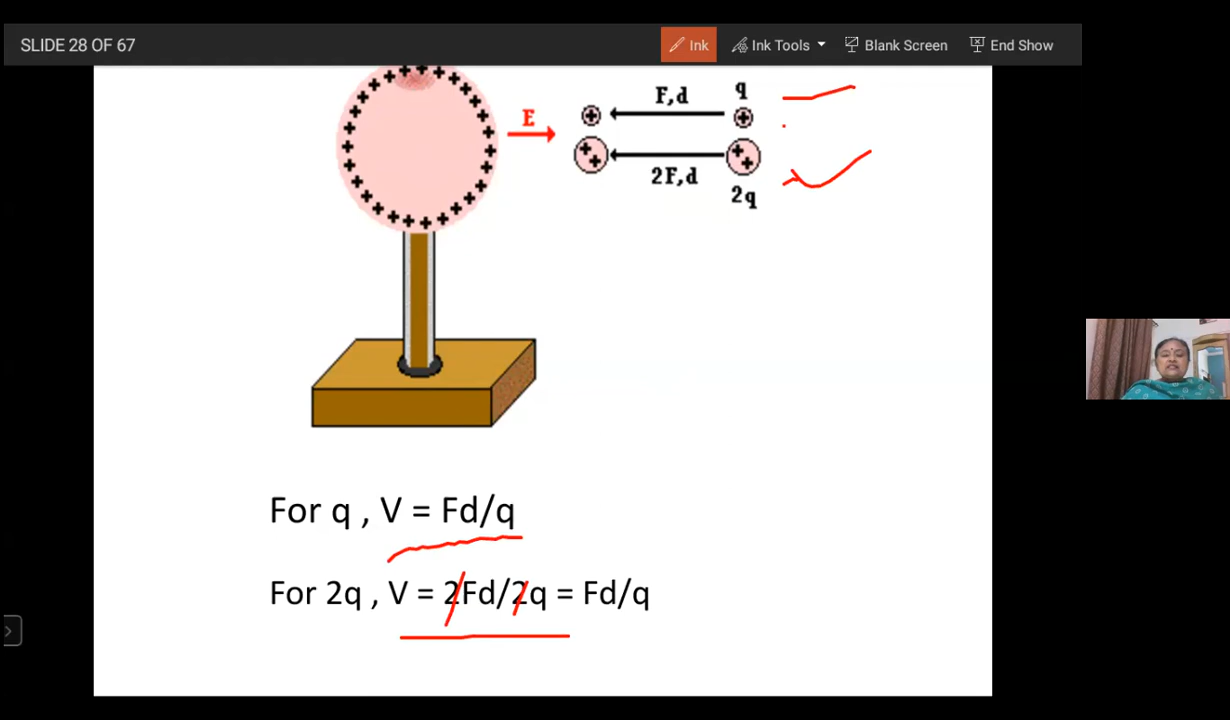 SLIDE 28 OF 67
Ink
Ink Tools
Blank Screen
End Show
F,d
q
E
2F,d
2q
For q , V = Fd/q
For 2q , V = 2Fd/2q = Fd/q